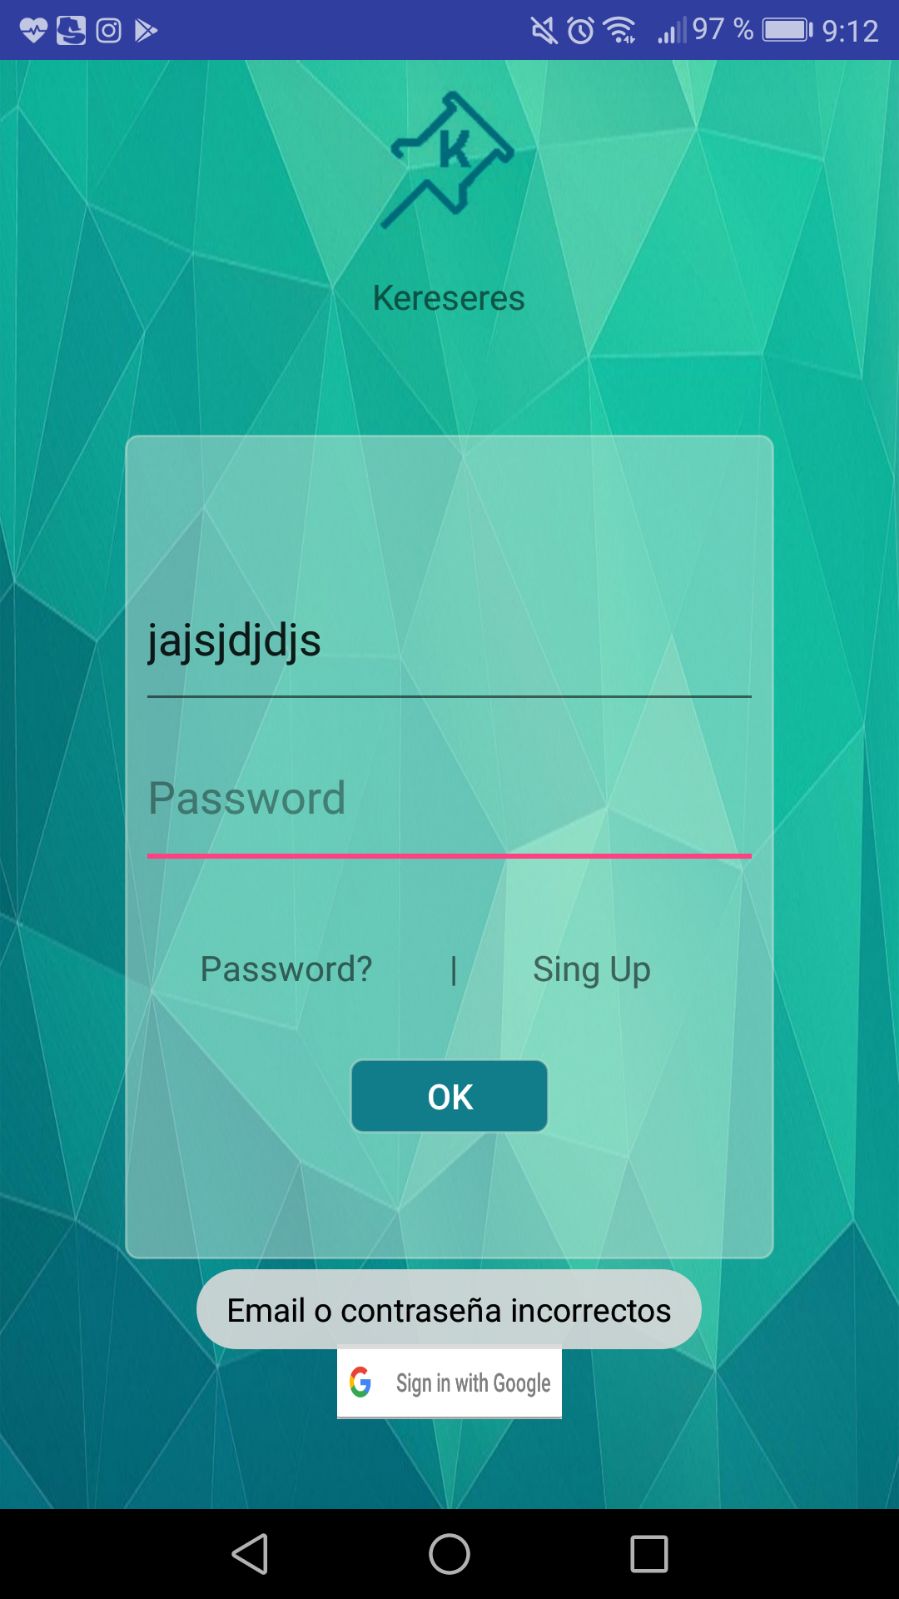 97 % 9:12
K
Kereseres
jajsjdjdjs
Password
Password? | Sing Up
OK
Email o contraseña incorrectos
G Sign in with Google